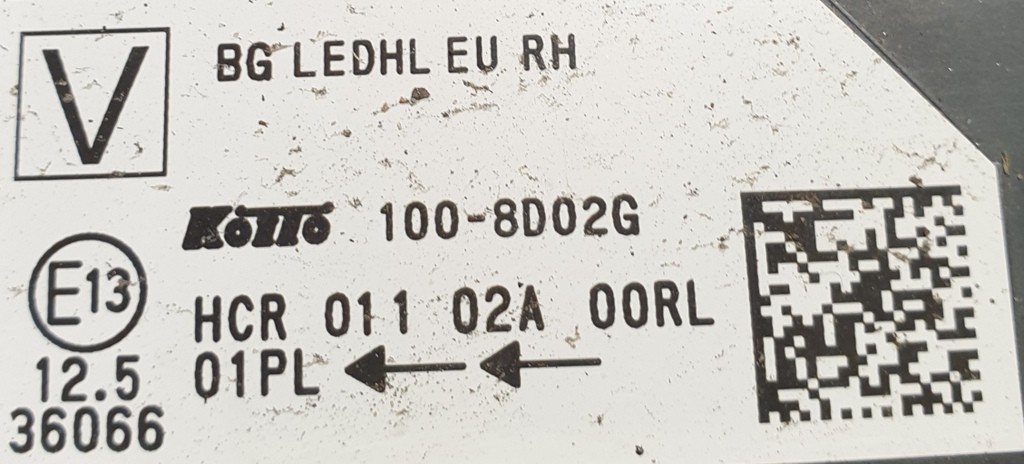 V
BG LEDHL EU RH
KOITO 100-8D02G
E13
HCR 011 02A 00RL
12.5 01PL
36066